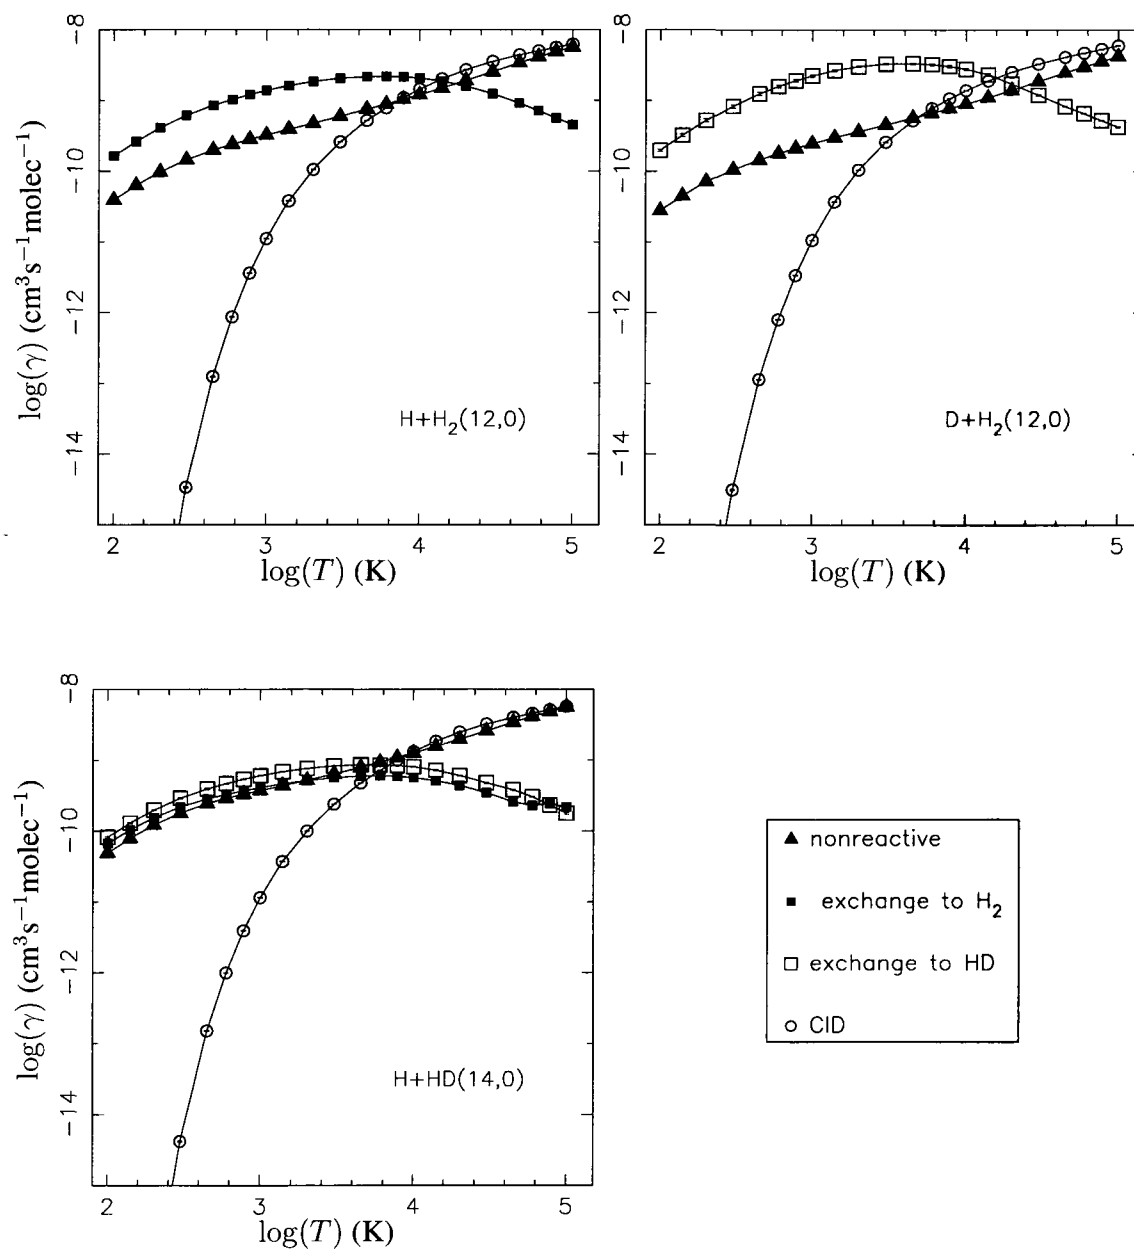 -8
-10
-12
-14
log(γ) (cm³s⁻¹molec⁻¹)
H+H₂(12,0)
2 3 4 5
log(T) (K)
-8
-10
-12
-14
D+H₂(12,0)
2 3 4 5
log(T) (K)
-8
-10
-12
-14
log(γ) (cm³s⁻¹molec⁻¹)
H+HD(14,0)
2 3 4 5
log(T) (K)
nonreactive
exchange to H₂
exchange to HD
CID